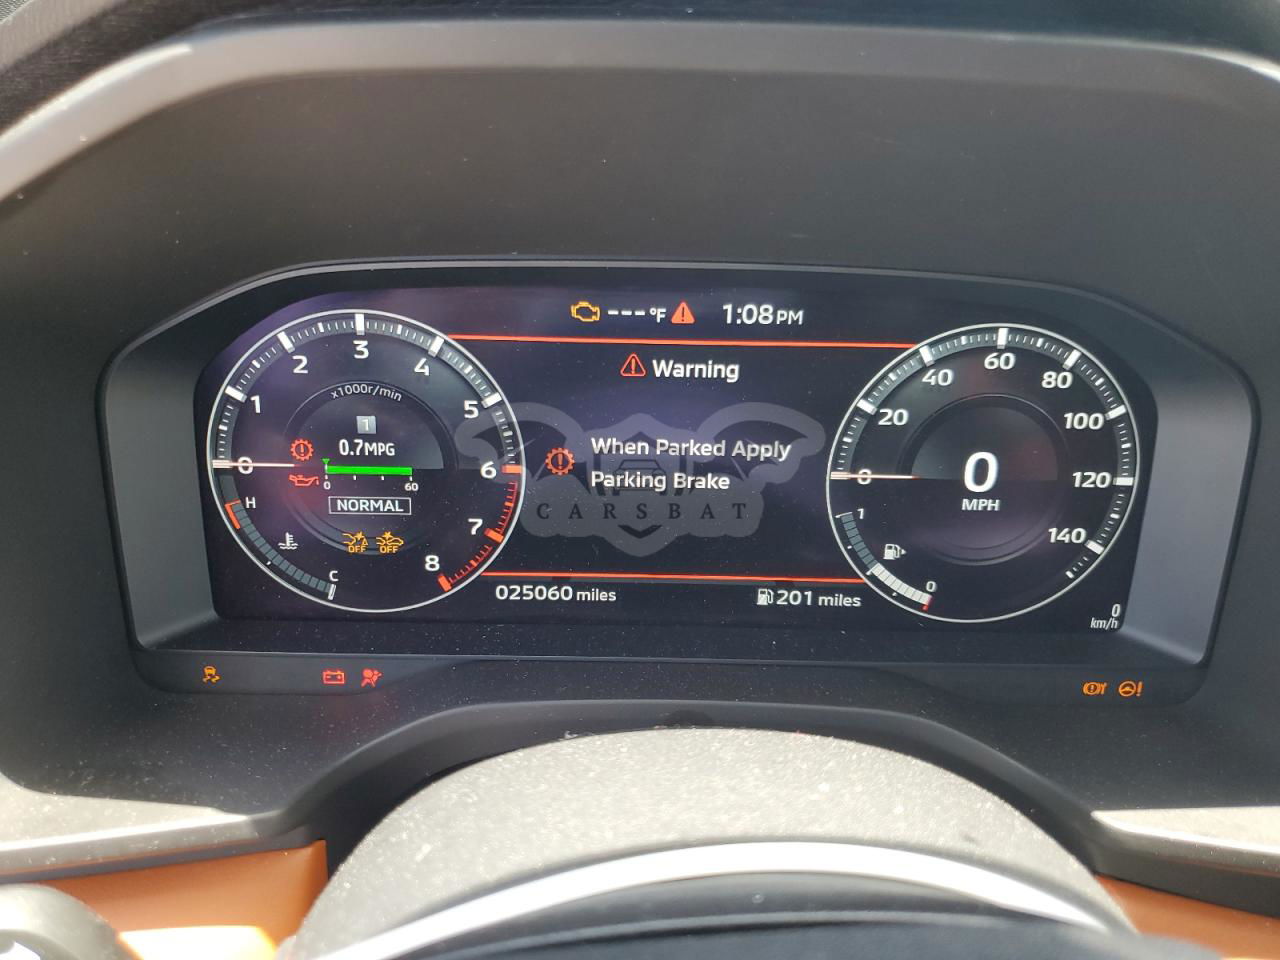 ---°F 1:08PM
Warning
When Parked Apply
Parking Brake
CARSBAT
025060 miles
201 miles
x1000r/min
0 1 2 3 4 5 6 7 8
1
0.7MPG
0 60
NORMAL
H
C
OFF OFF
0 20 40 60 80 100 120 140
0
MPH
1
0
0
km/h